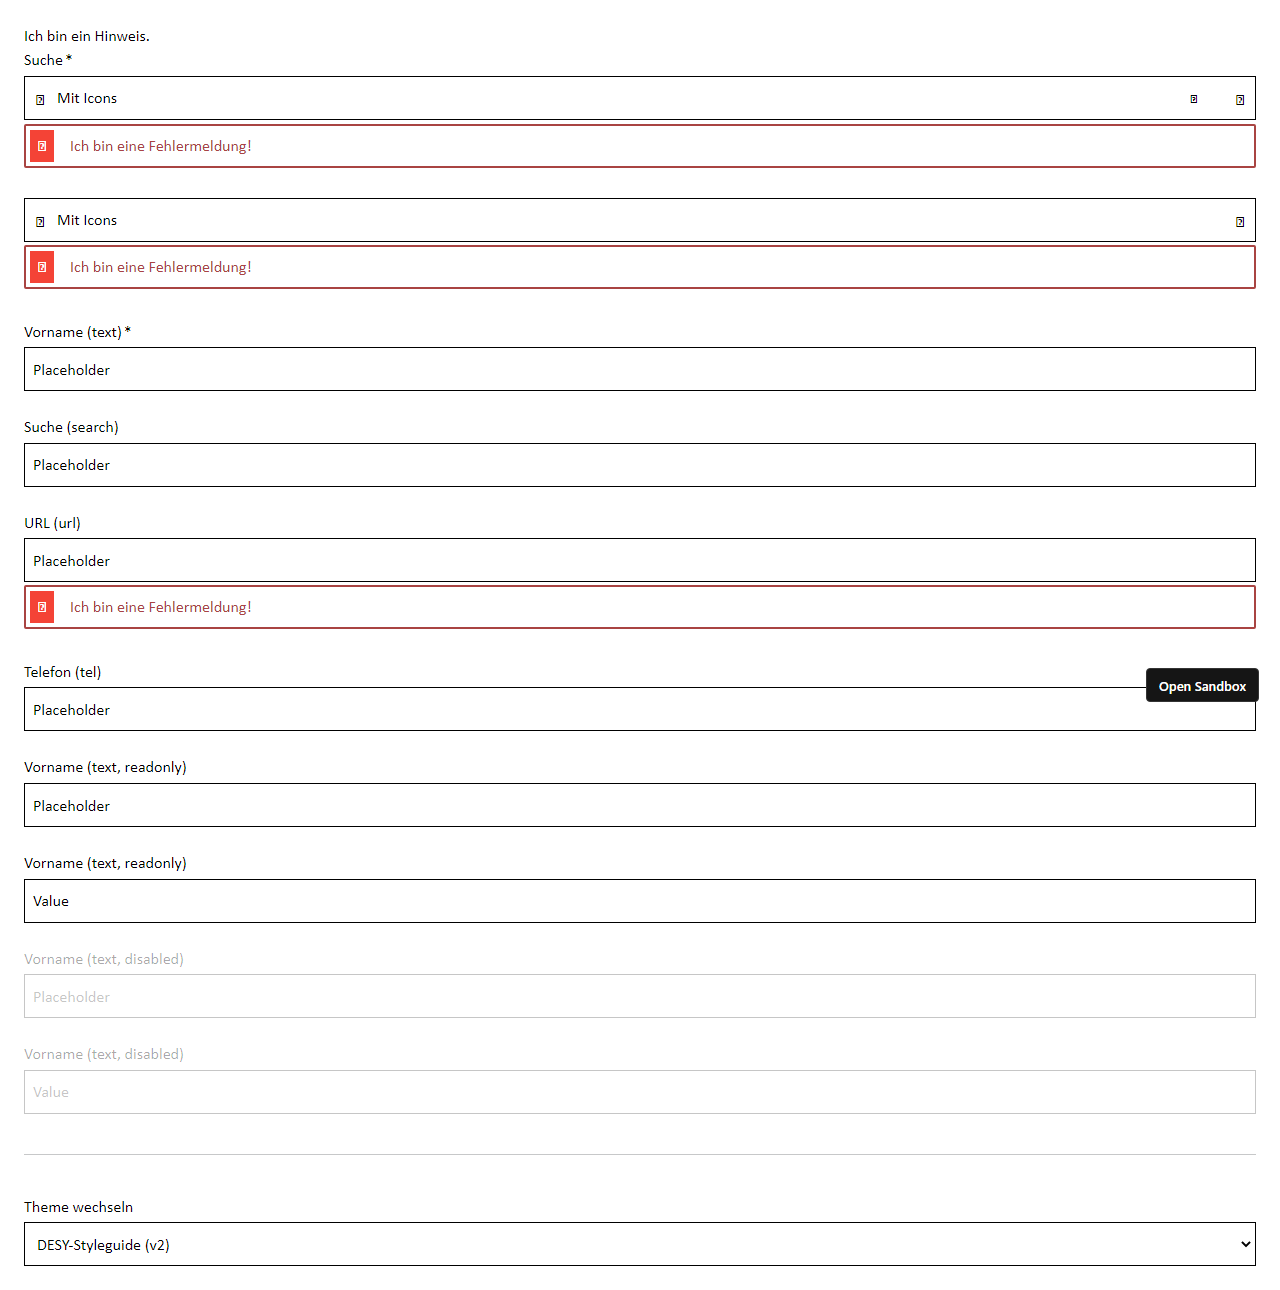 Ich bin ein Hinweis.
Suche *
Mit Icons
Ich bin eine Fehlermeldung!
Mit Icons
Ich bin eine Fehlermeldung!
Vorname (text) *
Placeholder
Suche (search)
Placeholder
URL (url)
Placeholder
Ich bin eine Fehlermeldung!
Telefon (tel)
Open Sandbox
Placeholder
Vorname (text, readonly)
Placeholder
Vorname (text, readonly)
Value
Vorname (text, disabled)
Placeholder
Vorname (text, disabled)
Value
Theme wechseln
DESY-Styleguide (v2)